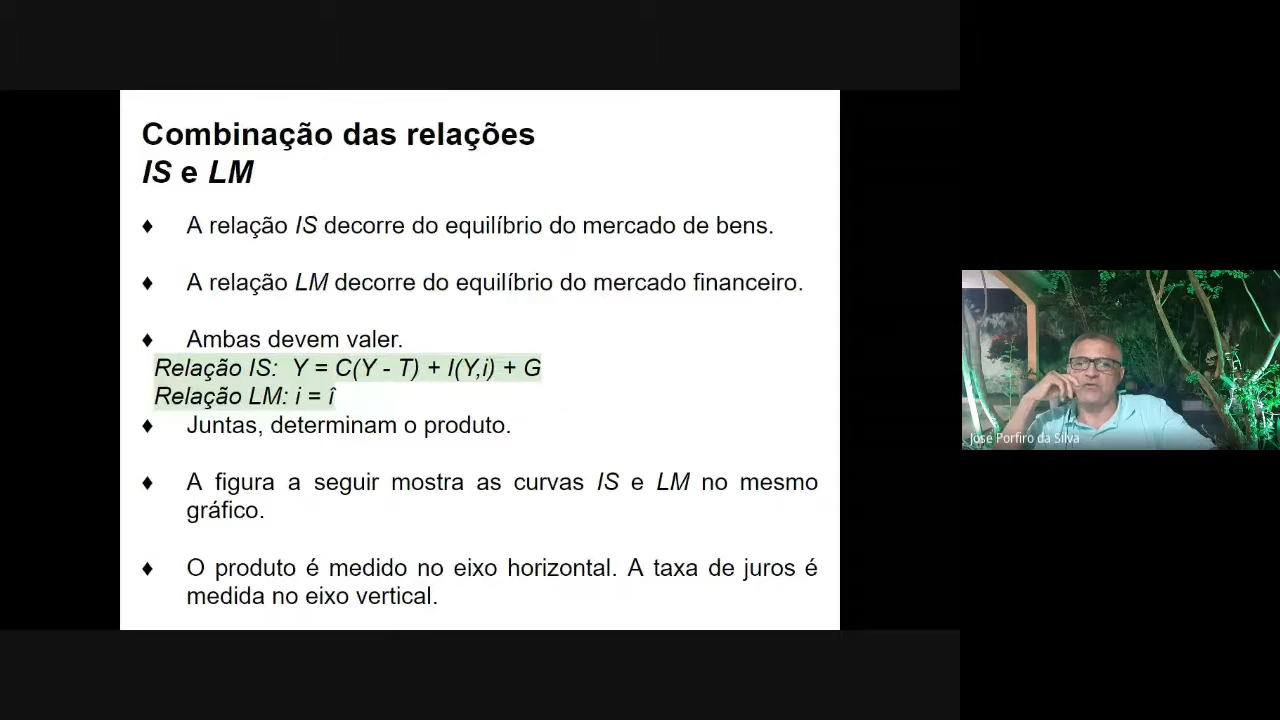 Combinação das relações
IS e LM
♦ A relação IS decorre do equilíbrio do mercado de bens.
♦ A relação LM decorre do equilíbrio do mercado financeiro.
♦ Ambas devem valer.
Relação IS: Y = C(Y - T) + I(Y,i) + G
Relação LM: i = î
♦ Juntas, determinam o produto.
♦ A figura a seguir mostra as curvas IS e LM no mesmo
gráfico.
♦ O produto é medido no eixo horizontal. A taxa de juros é
medida no eixo vertical.
José Porfiro da Silva